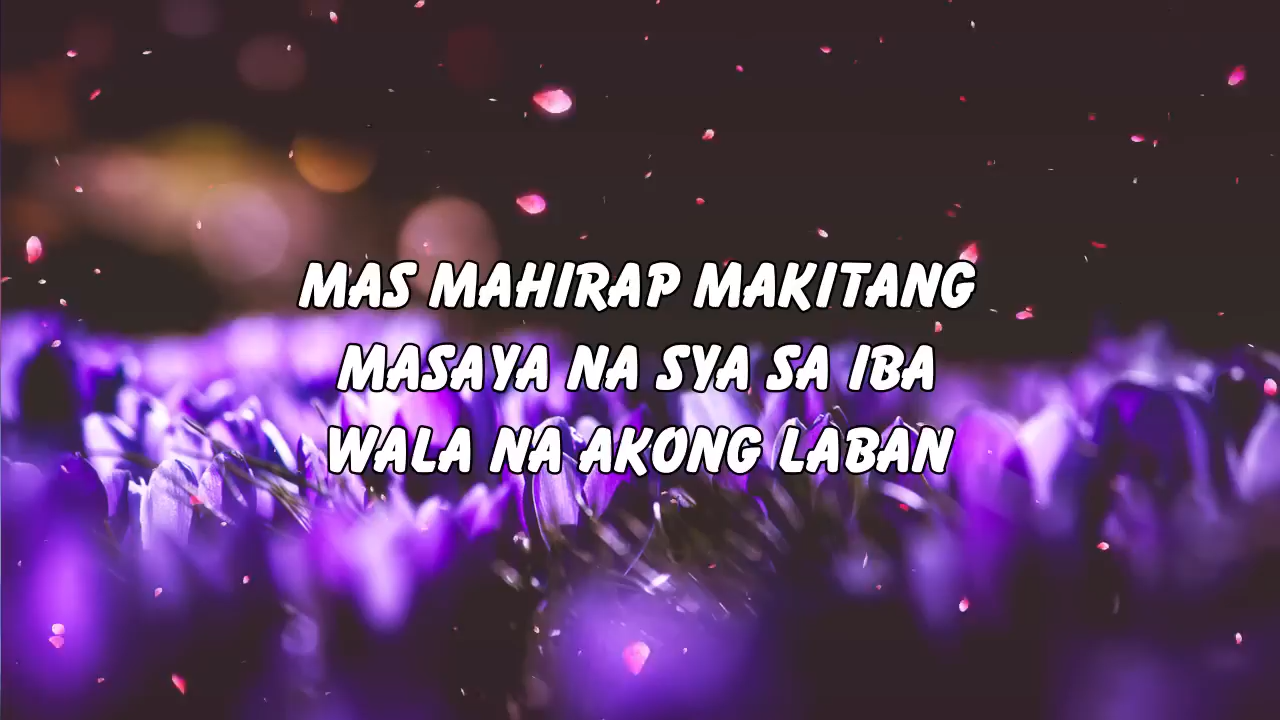 MAS MAHIRAP MAKITANG
MASAYA NA SYA SA IBA
WALA NA AKONG LABAN